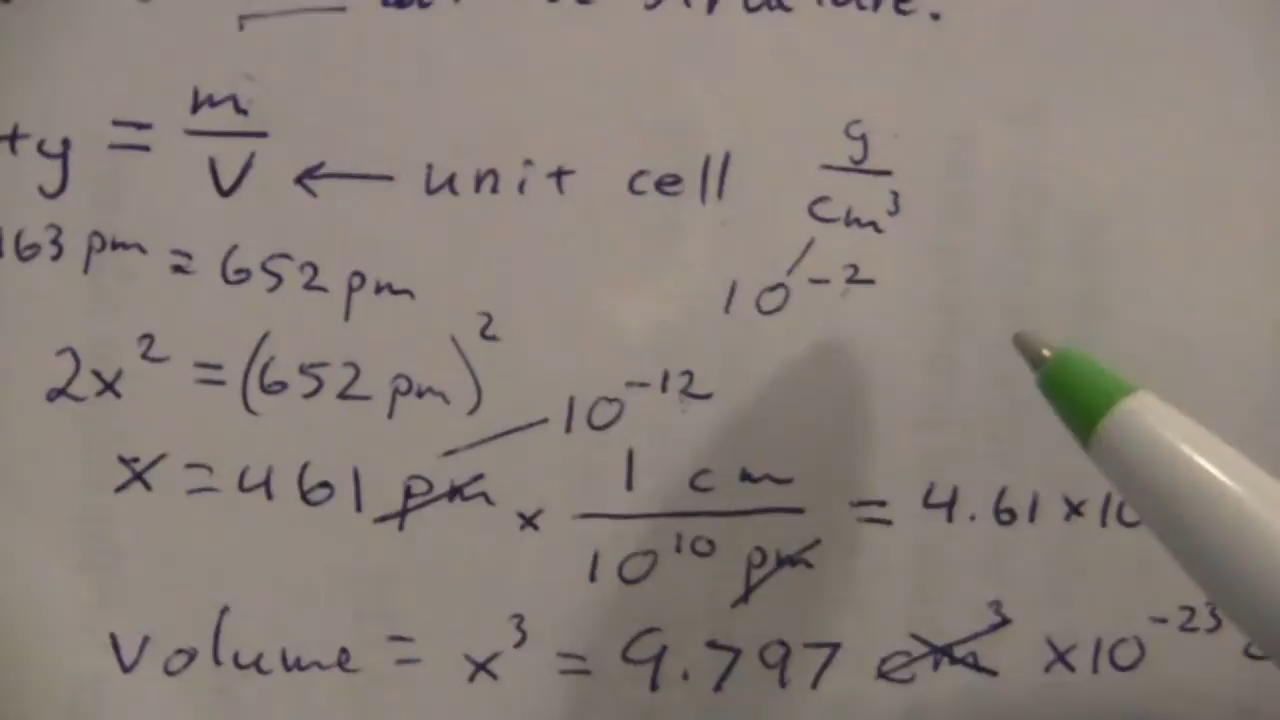 structure.
ty = m/V ← unit cell g/cm³
10⁻²
163 pm = 652 pm
2x² = (652 pm)²
10⁻¹²
x = 461 pm × 1 cm/10¹⁰ pm = 4.61 × 10
volume = x³ = 9.797 cm³ × 10⁻²³